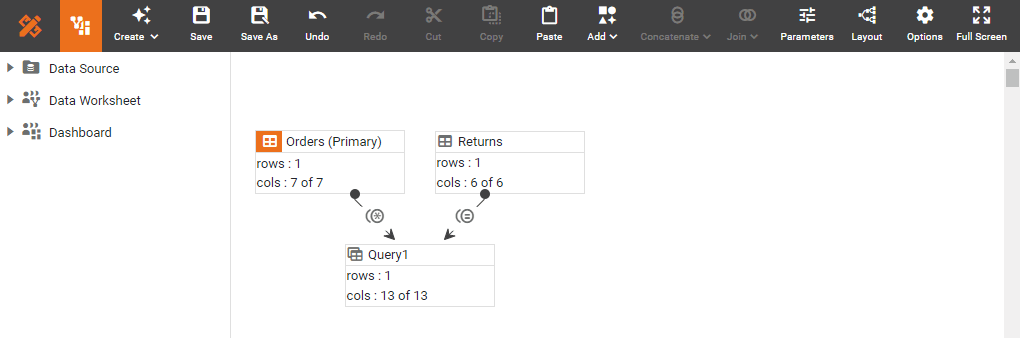 Create
Save
Save As
Undo
Redo
Cut
Copy
Paste
Add
Concatenate
Join
Parameters
Layout
Options
Full Screen
Data Source
Data Worksheet
Dashboard
Orders (Primary)
rows : 1
cols : 7 of 7
Returns
rows : 1
cols : 6 of 6
Query1
rows : 1
cols : 13 of 13